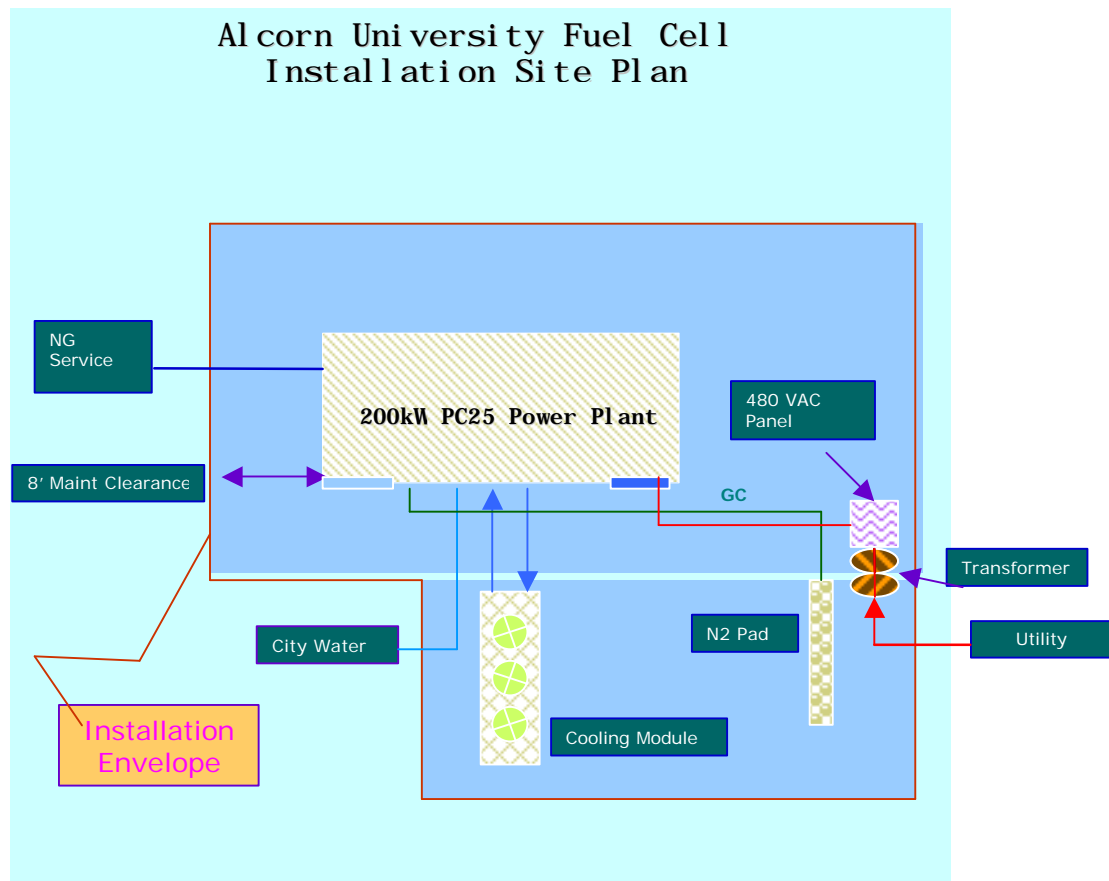 Alcorn University Fuel Cell
Installation Site Plan
NG
Service
200kW PC25 Power Plant
480 VAC
Panel
8' Maint Clearance
GC
Transformer
City Water
N2 Pad
Utility
Installation
Envelope
Cooling Module